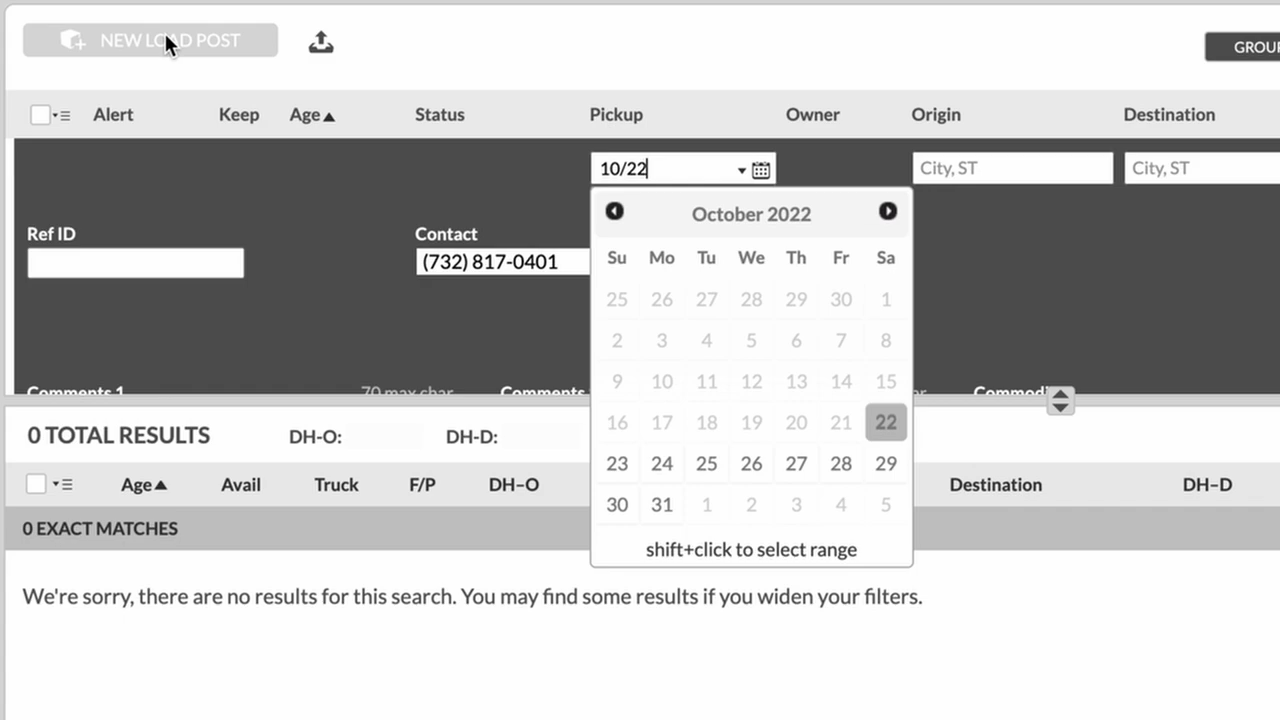 NEW LOAD POST
GROU
Alert Keep Age Status Pickup Owner Origin Destination
10/22 City, ST City, ST
October 2022
Ref ID Contact
(732) 817-0401
Su Mo Tu We Th Fr Sa
25 26 27 28 29 30 1
2 3 4 5 6 7 8
9 10 11 12 13 14 15
Comments 1 70 max char Comments Commodi
16 17 18 19 20 21 22
0 TOTAL RESULTS DH-O: DH-D:
23 24 25 26 27 28 29
Age Avail Truck F/P DH–O Destination DH–D
30 31 1 2 3 4 5
0 EXACT MATCHES
shift+click to select range
We're sorry, there are no results for this search. You may find some results if you widen your filters.